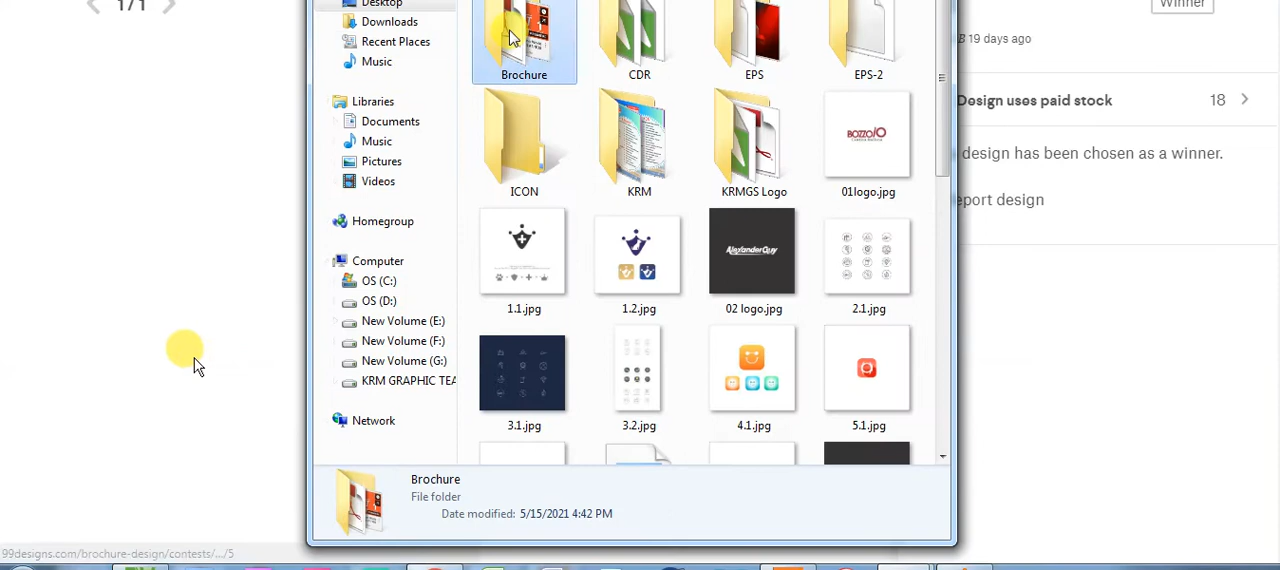 1/1
Desktop
Downloads
Recent Places
Music
Libraries
Documents
Music
Pictures
Videos
Homegroup
Computer
OS (C:)
OS (D:)
New Volume (E:)
New Volume (F:)
New Volume (G:)
KRM GRAPHIC TEA
Network
Brochure
CDR
EPS
EPS-2
ICON
KRM
KRMGS Logo
BOZZO/O
01logo.jpg
1.1.jpg
1.2.jpg
AlexanderGuy
02 logo.jpg
2.1.jpg
3.1.jpg
3.2.jpg
4.1.jpg
5.1.jpg
Brochure
File folder
Date modified: 5/15/2021 4:42 PM
Winner
19 days ago
Design uses paid stock
18
design has been chosen as a winner.
eport design
99designs.com/brochure-design/contests/.../5